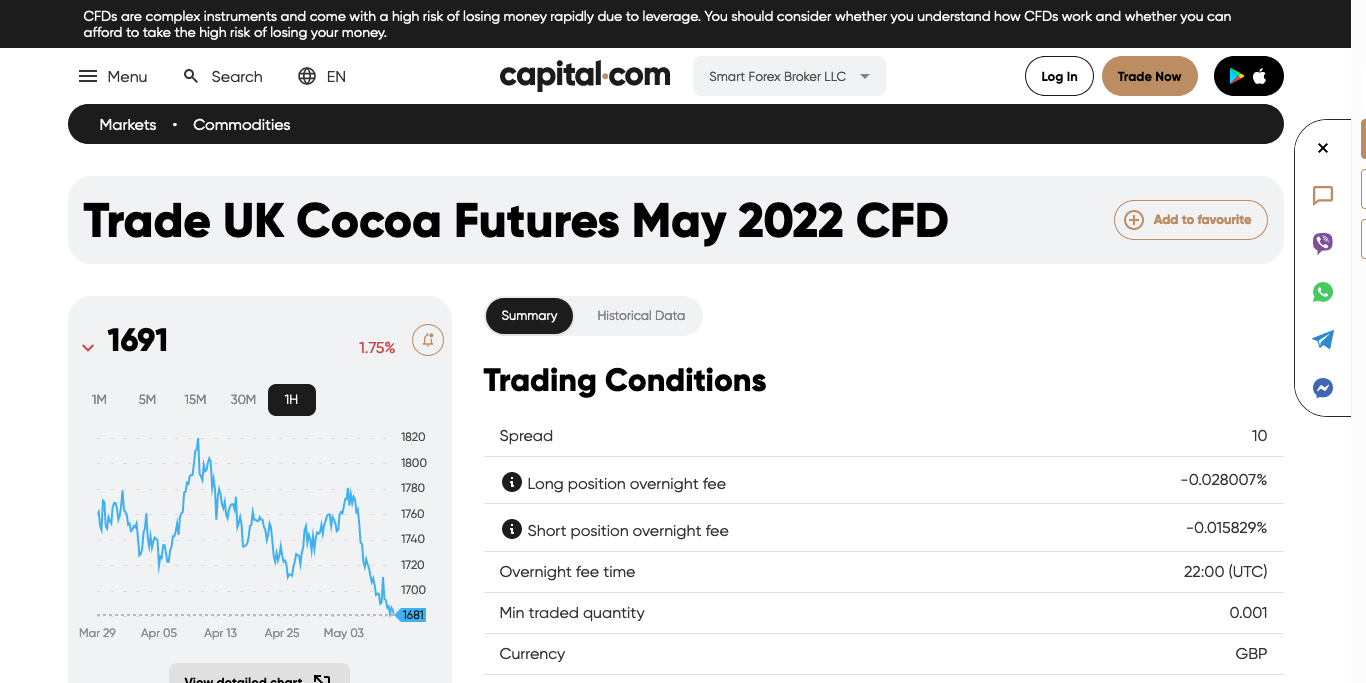 CFDs are complex instruments and come with a high risk of losing money rapidly due to leverage. You should consider whether you understand how CFDs work and whether you can
afford to take the high risk of losing your money.
Menu
Search
EN
capital.com
Smart Forex Broker LLC
Log In
Trade Now
Markets • Commodities
Trade UK Cocoa Futures May 2022 CFD
Add to favourite
1691
1.75%
1M 5M 15M 30M 1H
1820
1800
1780
1760
1740
1720
1700
1681
Mar 29 Apr 05 Apr 13 Apr 25 May 03
View detailed chart
Summary
Historical Data
Trading Conditions
Spread 10
Long position overnight fee -0.028007%
Short position overnight fee -0.015829%
Overnight fee time 22:00 (UTC)
Min traded quantity 0.001
Currency GBP